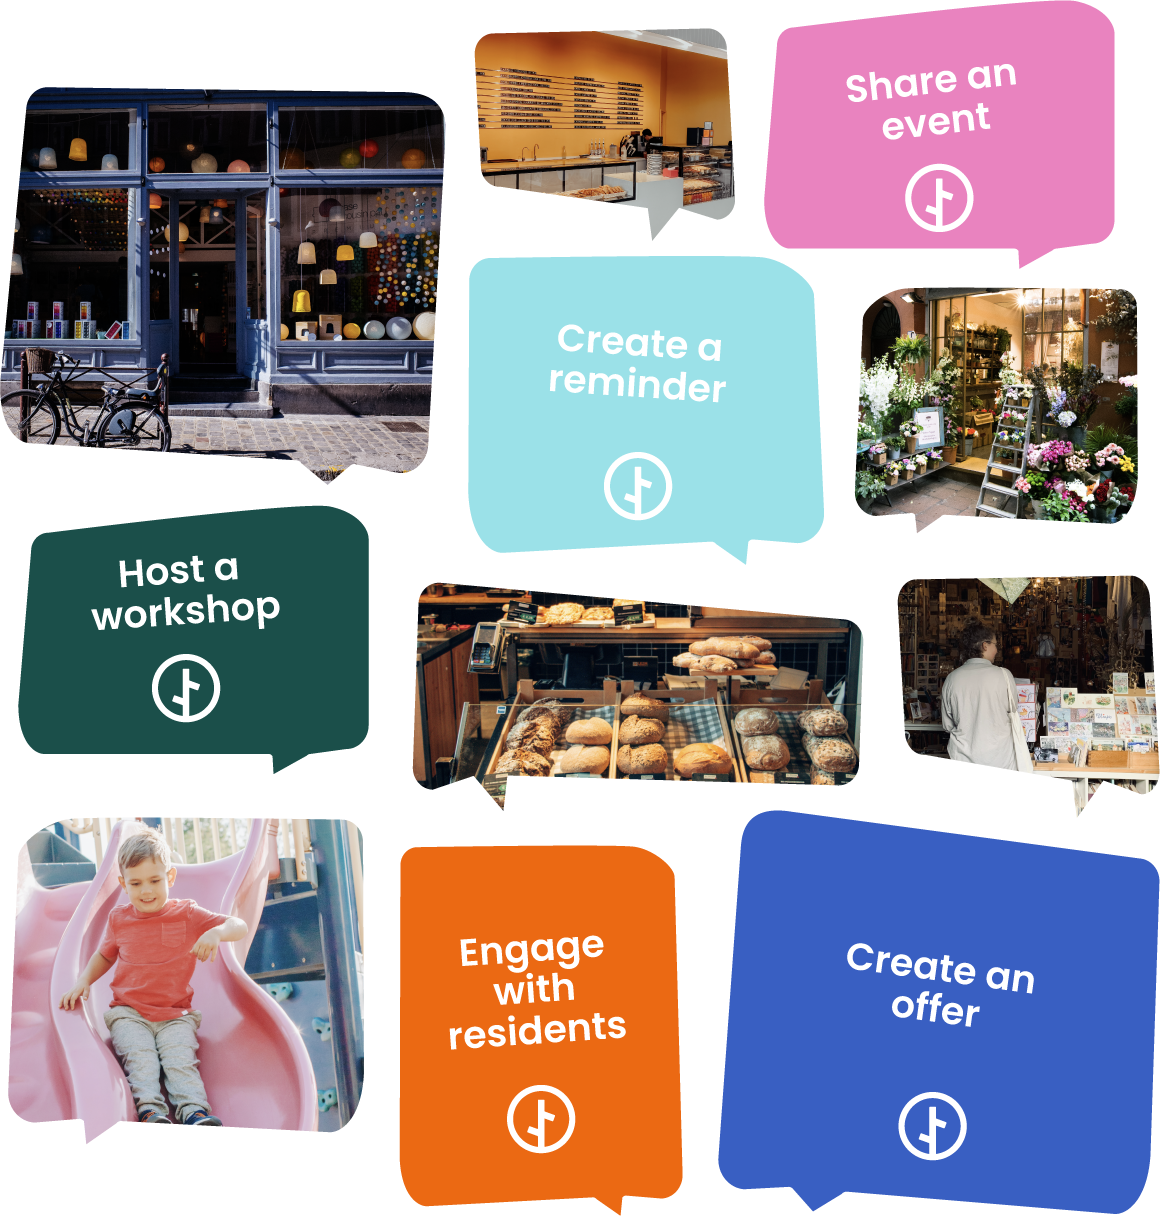 Share an
event
Create a
reminder
Host a
workshop
Engage
with
residents
Create an
offer